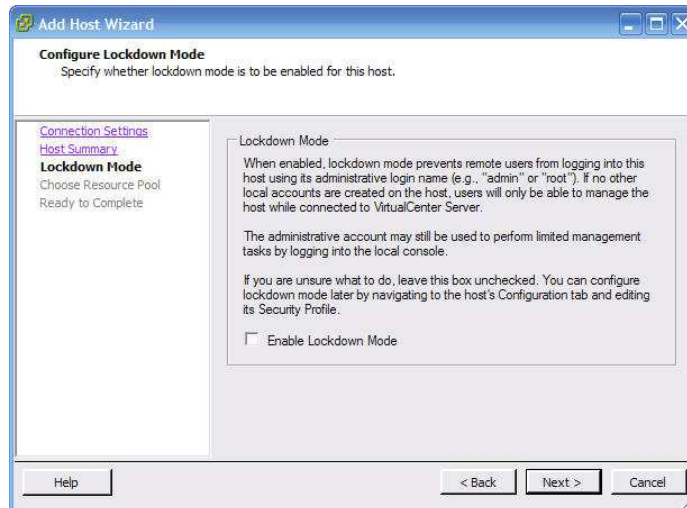 Add Host Wizard
Configure Lockdown Mode
Specify whether lockdown mode is to be enabled for this host.
Connection Settings
Host Summary
Lockdown Mode
Choose Resource Pool
Ready to Complete
Lockdown Mode
When enabled, lockdown mode prevents remote users from logging into this
host using its administrative login name (e.g., "admin" or "root"). If no other
local accounts are created on the host, users will only be able to manage the
host while connected to VirtualCenter Server.
The administrative account may still be used to perform limited management
tasks by logging into the local console.
If you are unsure what to do, leave this box unchecked. You can configure
lockdown mode later by navigating to the host's Configuration tab and editing
its Security Profile.
Enable Lockdown Mode
Help
< Back
Next >
Cancel